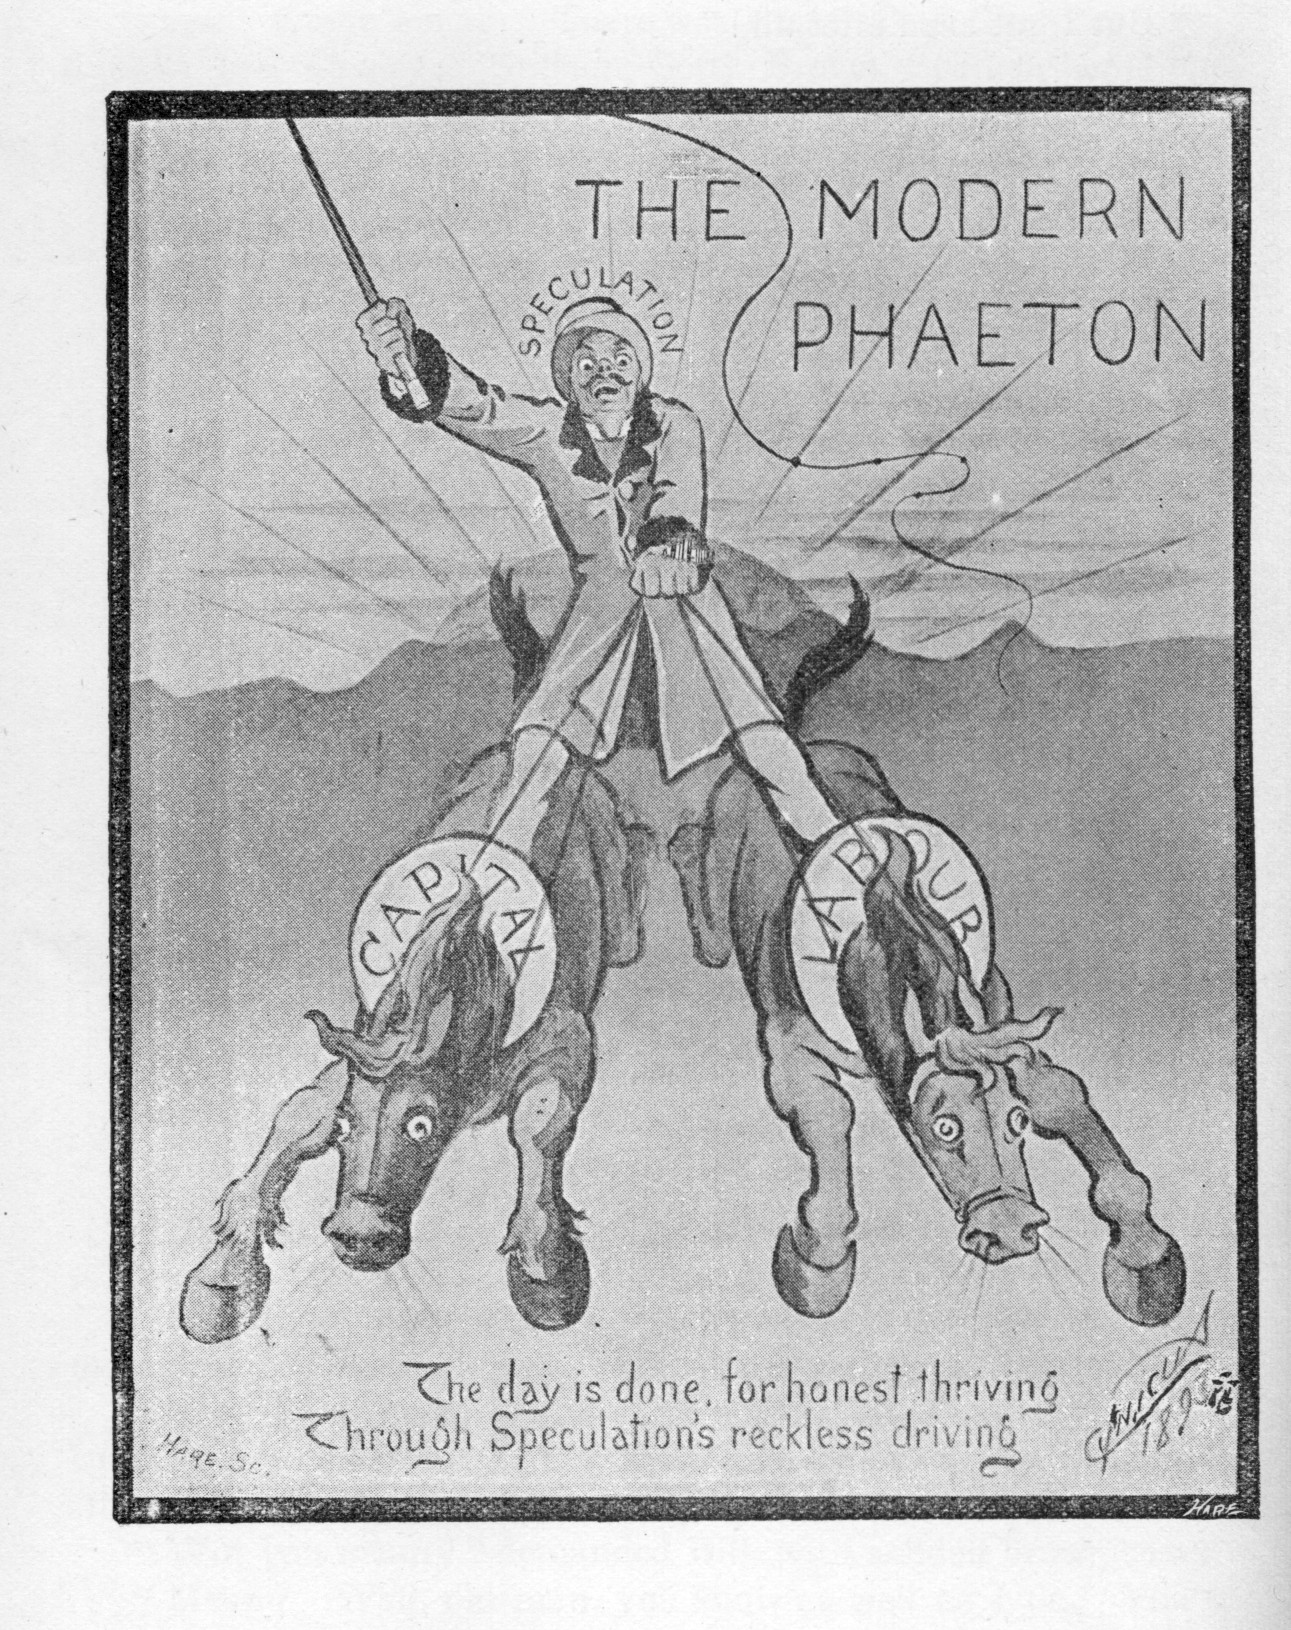 THE MODERN
PHAETON
SPECULATION
CAPITAL
LABOUR
The day is done, for honest thriving
Through Speculation's reckless driving
HARE. Sc.
CYNICUS
HARE